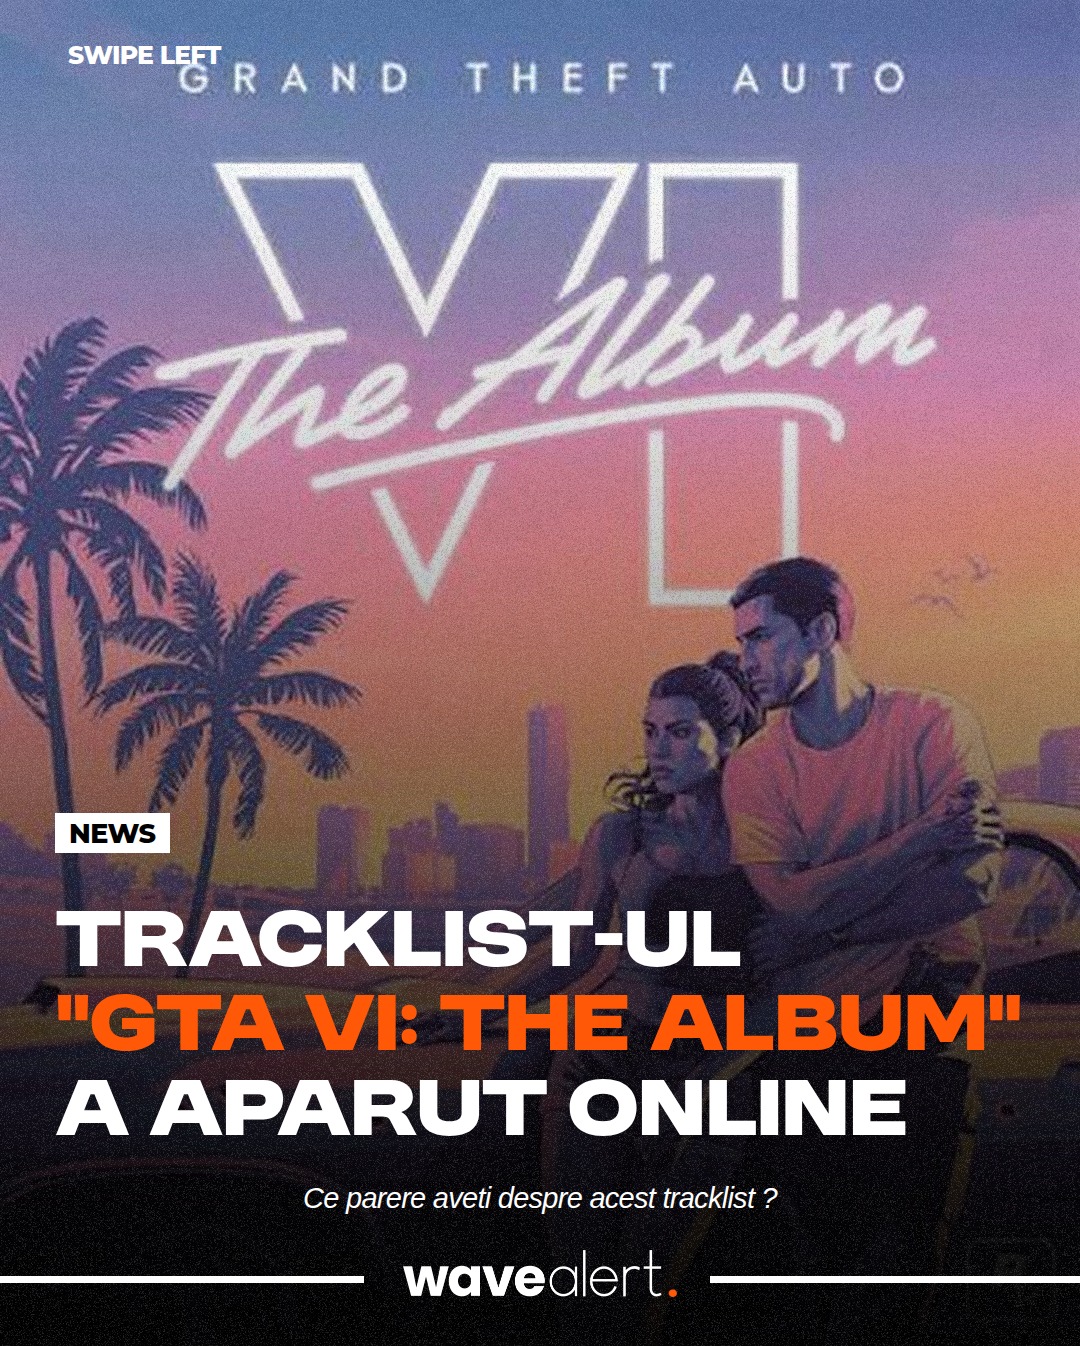 SWIPE LEFT
GRAND THEFT AUTO
VI
The Album
NEWS
TRACKLIST-UL
"GTA VI: THE ALBUM"
A APARUT ONLINE
Ce parere aveti despre acest tracklist ?
wavealert.